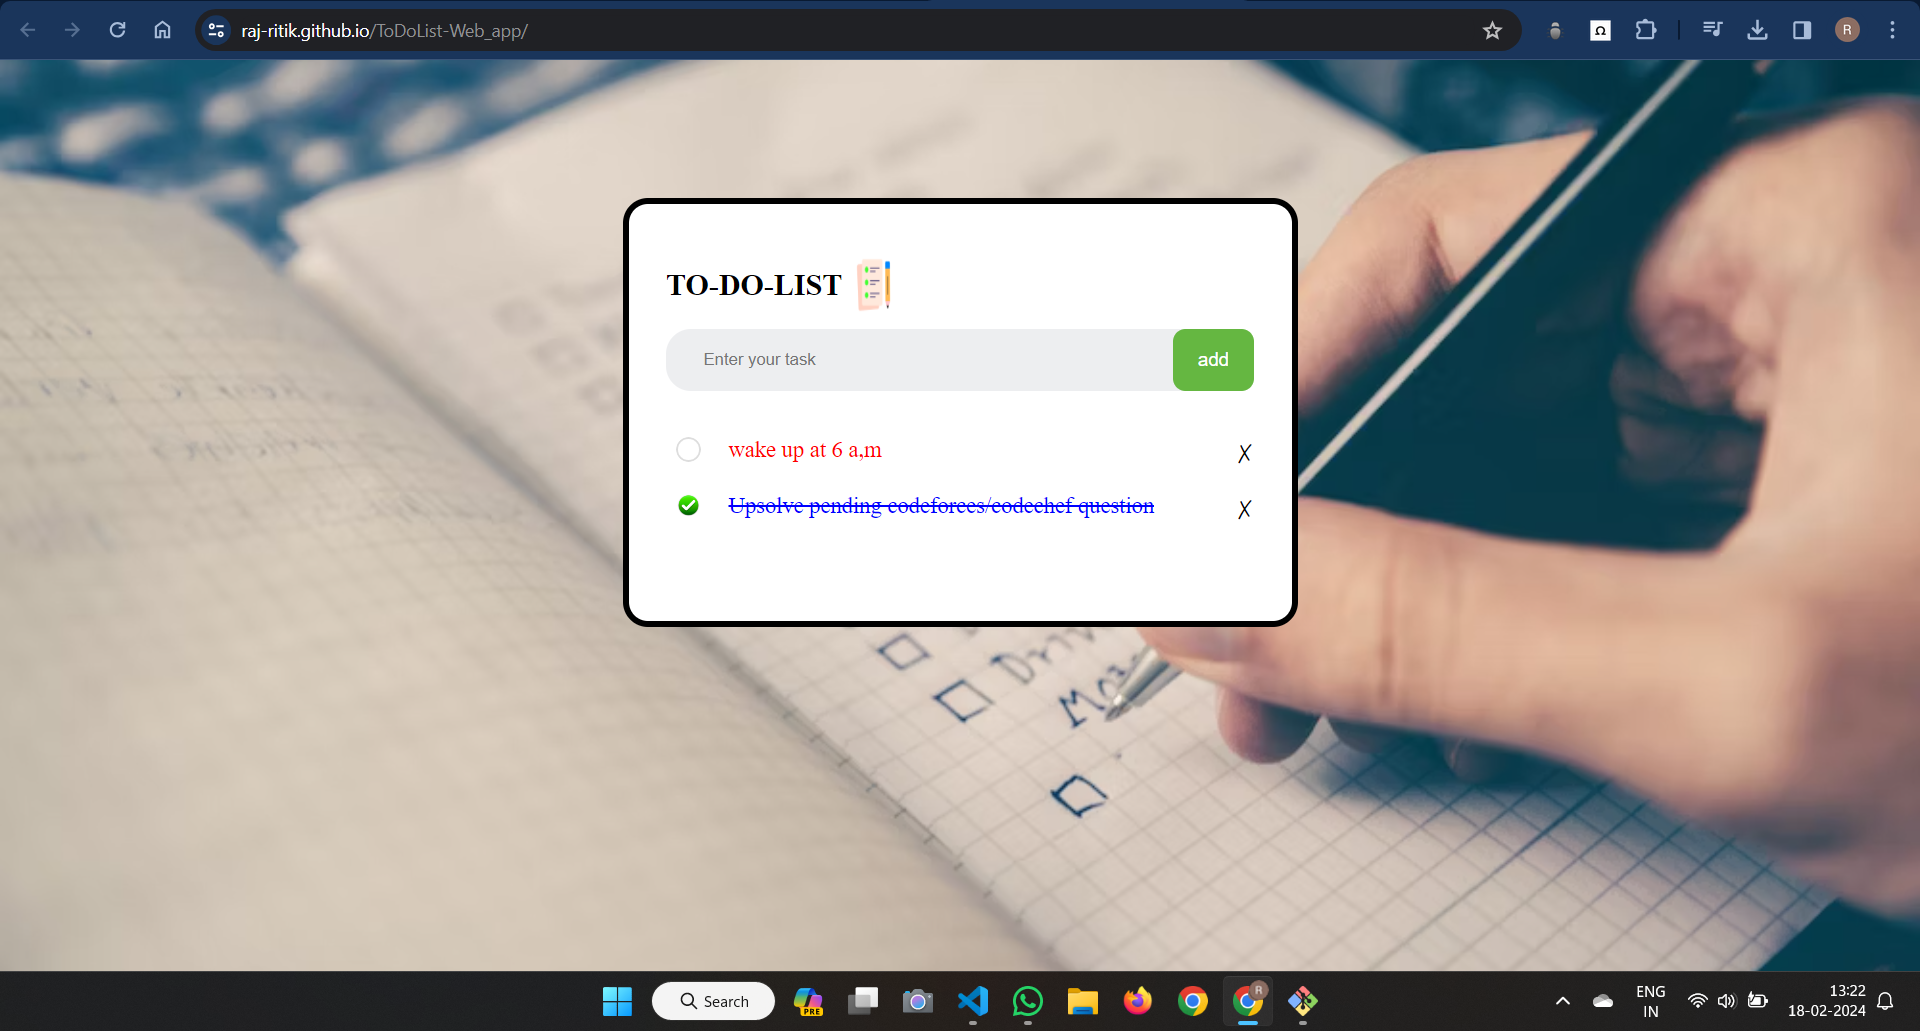 raj-ritik.github.io/ToDoList-Web_app/
R
TO-DO-LIST
Enter your task
add
wake up at 6 a,m
Upsolve pending codeforces/codechef question
Search
PRE
R
ENG
IN
13:22
18-02-2024